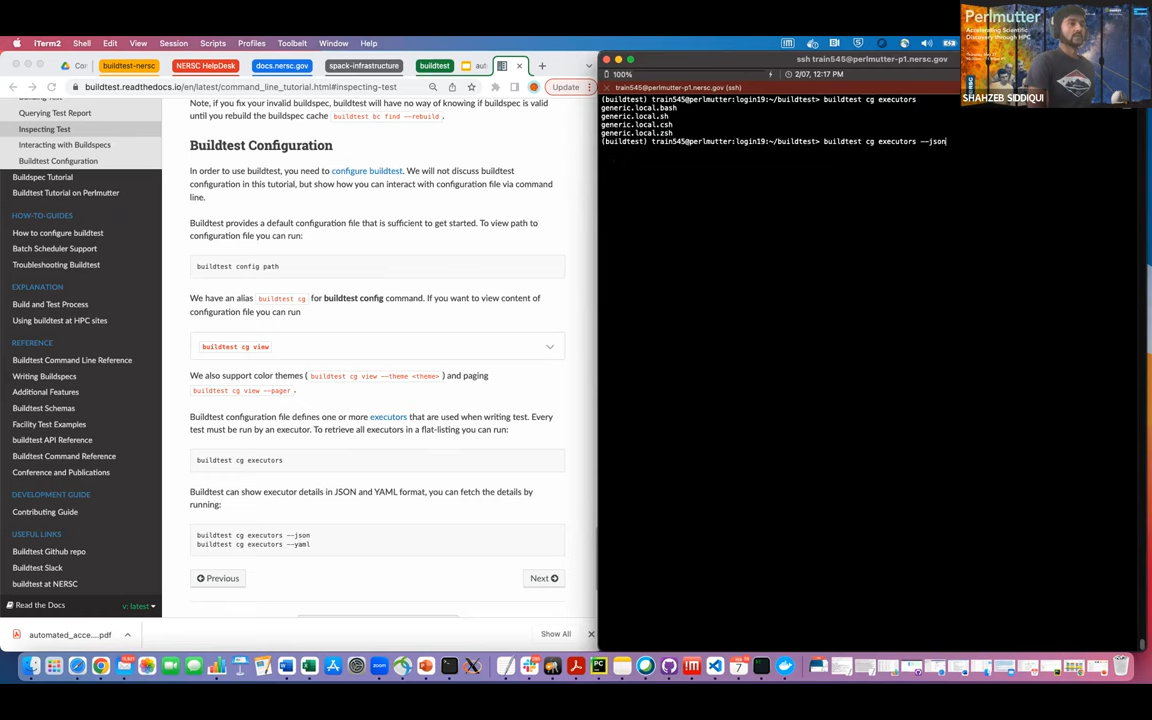 iTerm2 Shell Edit View Session Scripts Profiles Toolbelt Window Help
Perlmutter
Accelerating Scientific
Discovery through HPC
SHAHZEB SIDDIQUI
buildtest-nersc NERSC HelpDesk docs.nersc.gov spack-infrastructure buildtest
buildtest.readthedocs.io/en/latest/command_line_tutorial.html#inspecting-test
Update
Querying Test Report
Inspecting Test
Interacting with Buildspecs
Buildtest Configuration
Buildspec Tutorial
Buildtest Tutorial on Perlmutter
HOW-TO-GUIDES
How to configure buildtest
Batch Scheduler Support
Troubleshooting Buildtest
EXPLANATION
Build and Test Process
Using buildtest at HPC sites
REFERENCE
Buildtest Command Line Reference
Writing Buildspecs
Additional Features
Buildtest Schemas
Facility Test Examples
buildtest API Reference
Buildtest Command Reference
Conference and Publications
DEVELOPMENT GUIDE
Contributing Guide
USEFUL LINKS
Buildtest Github repo
Buildtest Slack
buildtest at NERSC
Read the Docs v: latest
Note, if you fix your invalid buildspec, buildtest will have no way of knowing if buildspec is valid
until you rebuild the buildspec cache buildtest bc find --rebuild.
Buildtest Configuration
In order to use buildtest, you need to configure buildtest. We will not discuss buildtest
configuration in this tutorial, but show how you can interact with configuration file via command
line.
Buildtest provides a default configuration file that is sufficient to get started. To view path to
configuration file you can run:
buildtest config path
We have an alias buildtest cg for buildtest config command. If you want to view content of
configuration file you can run
buildtest cg view
We also support color themes ( buildtest cg view --theme <theme> ) and paging
buildtest cg view --pager .
Buildtest configuration file defines one or more executors that are used when writing test. Every
test must be run by an executor. To retrieve all executors in a flat-listing you can run:
buildtest cg executors
Buildtest can show executor details in JSON and YAML format, you can fetch the details by
running:
buildtest cg executors --json
buildtest cg executors --yaml
Previous Next
automated_acce....pdf Show All
ssh train545@perlmutter-p1.nersc.gov
100% 2/07, 12:17 PM
train545@perlmutter-p1.nersc.gov (ssh)
(buildtest) train545@perlmutter:login19:~/buildtest> buildtest cg executors
generic.local.bash
generic.local.sh
generic.local.csh
generic.local.zsh
(buildtest) train545@perlmutter:login19:~/buildtest> buildtest cg executors --json